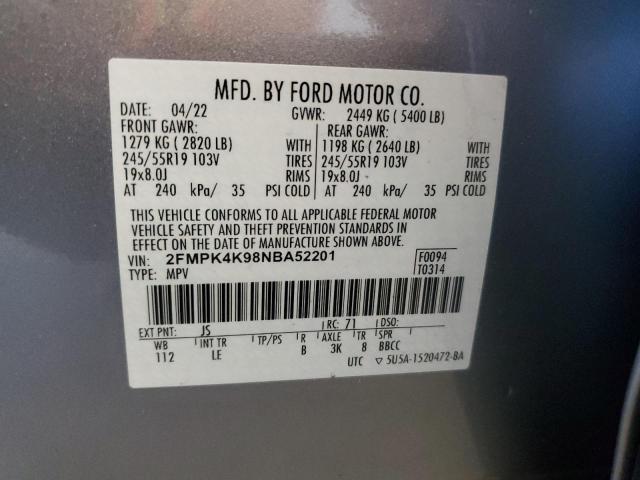 MFD. BY FORD MOTOR CO.
DATE: 04/22 GVWR: 2449 KG ( 5400 LB)
FRONT GAWR: REAR GAWR:
1279 KG ( 2820 LB) WITH 1198 KG ( 2640 LB) WITH
245/55R19 103V TIRES 245/55R19 103V TIRES
19x8.0J RIMS 19x8.0J RIMS
AT 240 kPa/ 35 PSI COLD AT 240 kPa/ 35 PSI COLD
THIS VEHICLE CONFORMS TO ALL APPLICABLE FEDERAL MOTOR
VEHICLE SAFETY AND THEFT PREVENTION STANDARDS IN
EFFECT ON THE DATE OF MANUFACTURE SHOWN ABOVE.
VIN: 2FMPK4K98NBA52201 F0094
TYPE: MPV T0314
EXT PNT: JS RC: 71 DSO:
WB INT TR TP/PS R AXLE TR SPR
112 LE B 3K 8 BBCC
UTC ▽ 5U5A-1520472-BA